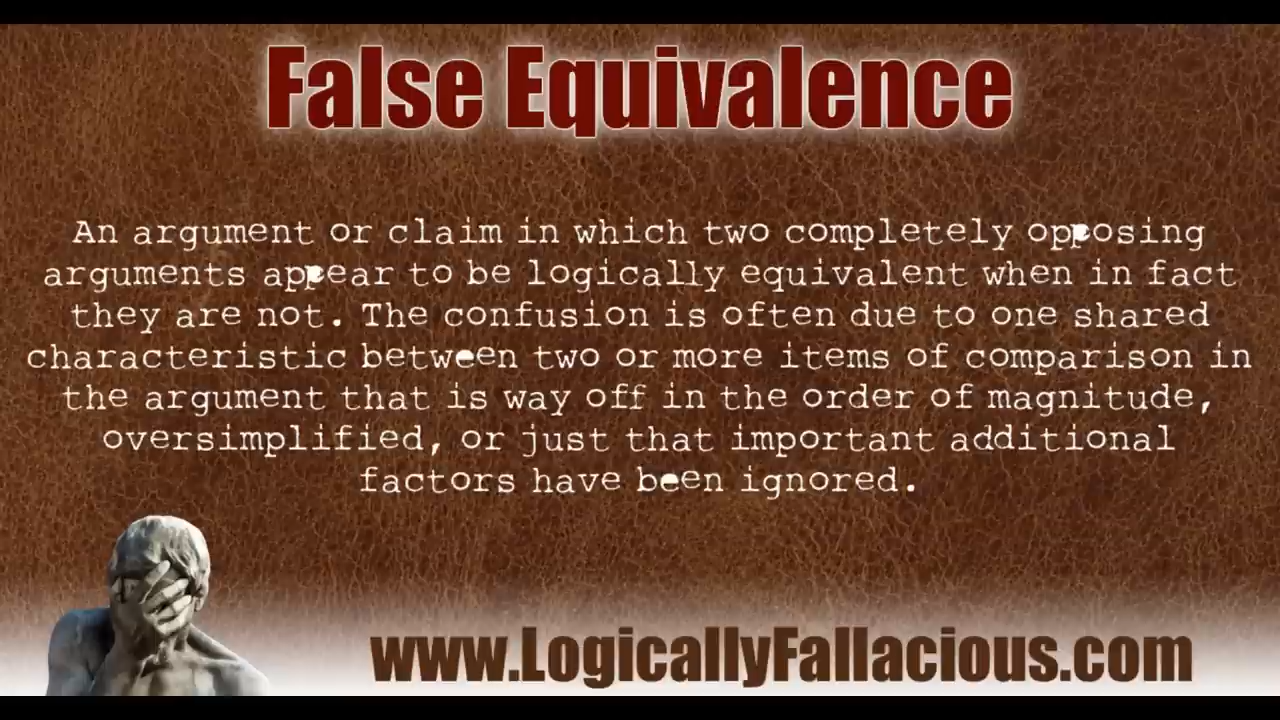 False Equivalence
An argument or claim in which two completely opposing
arguments appear to be logically equivalent when in fact
they are not. The confusion is often due to one shared
characteristic between two or more items of comparison in
the argument that is way off in the order of magnitude,
oversimplified, or just that important additional
factors have been ignored.
www.LogicallyFallacious.com